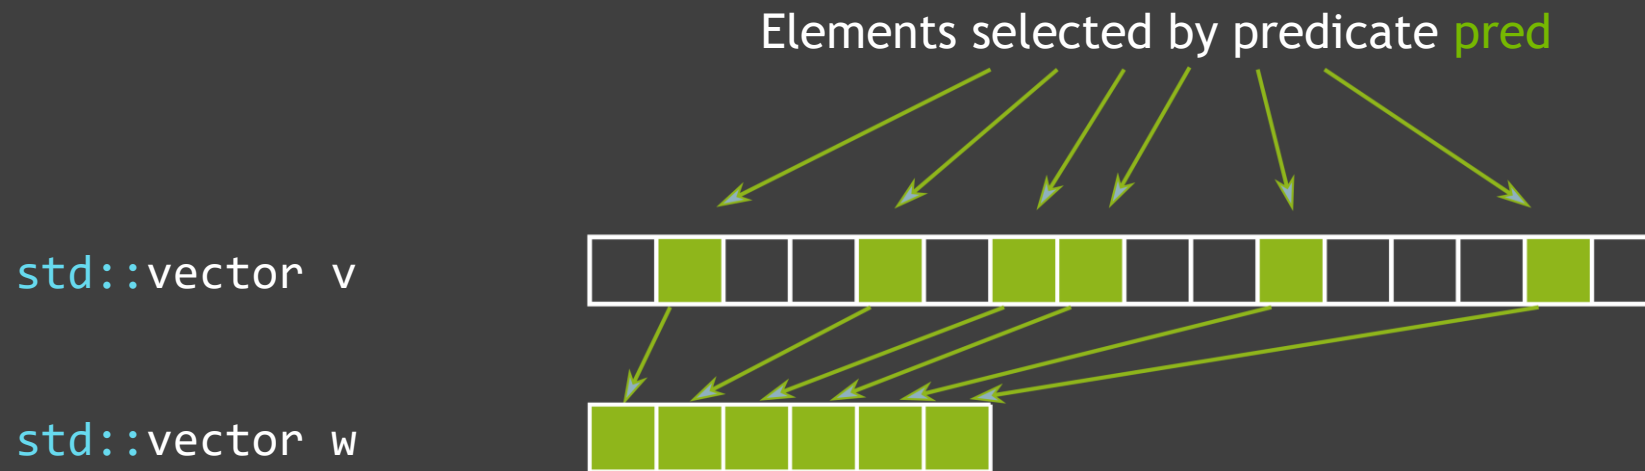 Elements selected by predicate pred
std::vector v
std::vector w